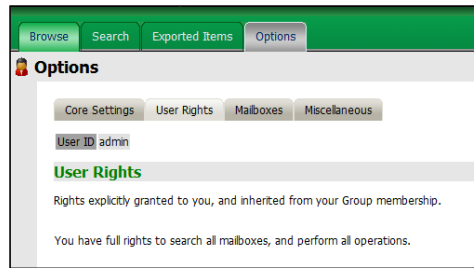 Browse Search Exported Items Options
Options
Core Settings User Rights Mailboxes Miscellaneous
User ID admin
User Rights
Rights explicitly granted to you, and inherited from your Group membership.
You have full rights to search all mailboxes, and perform all operations.